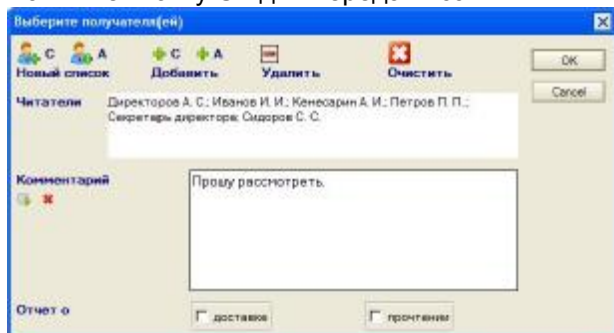 Выберите получателя(ей)
С А С А
Новый список Добавить Удалить Очистить
OK
Cancel
Читатели
Директоров А. С.; Иванов И. И.; Кенесарин А. И.; Петров П. П.;
Секретарь директора; Сидоров С. С.
Комментарий
Прошу рассмотреть.
Отчет о доставке прочтении